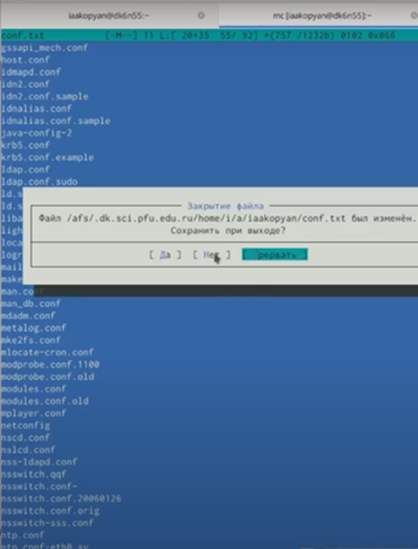 iaakopyan@dk6n55:~ mc [iaakopyan@dk6n55]:~
conf.txt [-M--] 11 L:[ 20+35 55/ 92] *(757 /1232b) 0102 0x066
gssapi_mech.conf
host.conf
idmapd.conf
idn2.conf
idn2.conf.sample
idnalias.conf
idnalias.conf.sample
java-config-2
krb5.conf
krb5.conf.example
ldap.conf
ldap.conf.sudo
ld.s
ld.s
liba
ligh
loca
logr
mail
make
Закрытие файла
Файл /afs/.dk.sci.pfu.edu.ru/home/i/a/iaakopyan/conf.txt был изменён.
Сохранить при выходе?
[ Да ] [ Нет ] [ Прервать ]
man.co
man_db.conf
mdadm.conf
metalog.conf
mke2fs.conf
mlocate-cron.conf
modprobe.conf.1100
modprobe.conf.old
modules.conf
modules.conf.old
mplayer.conf
netconfig
nscd.conf
nslcd.conf
nss-ldapd.conf
nsswitch.qqf
nsswitch.conf-
nsswitch.conf.20060126
nsswitch.conf.orig
nsswitch-sss.conf
ntp.conf
ntp.conf-eth0.sv